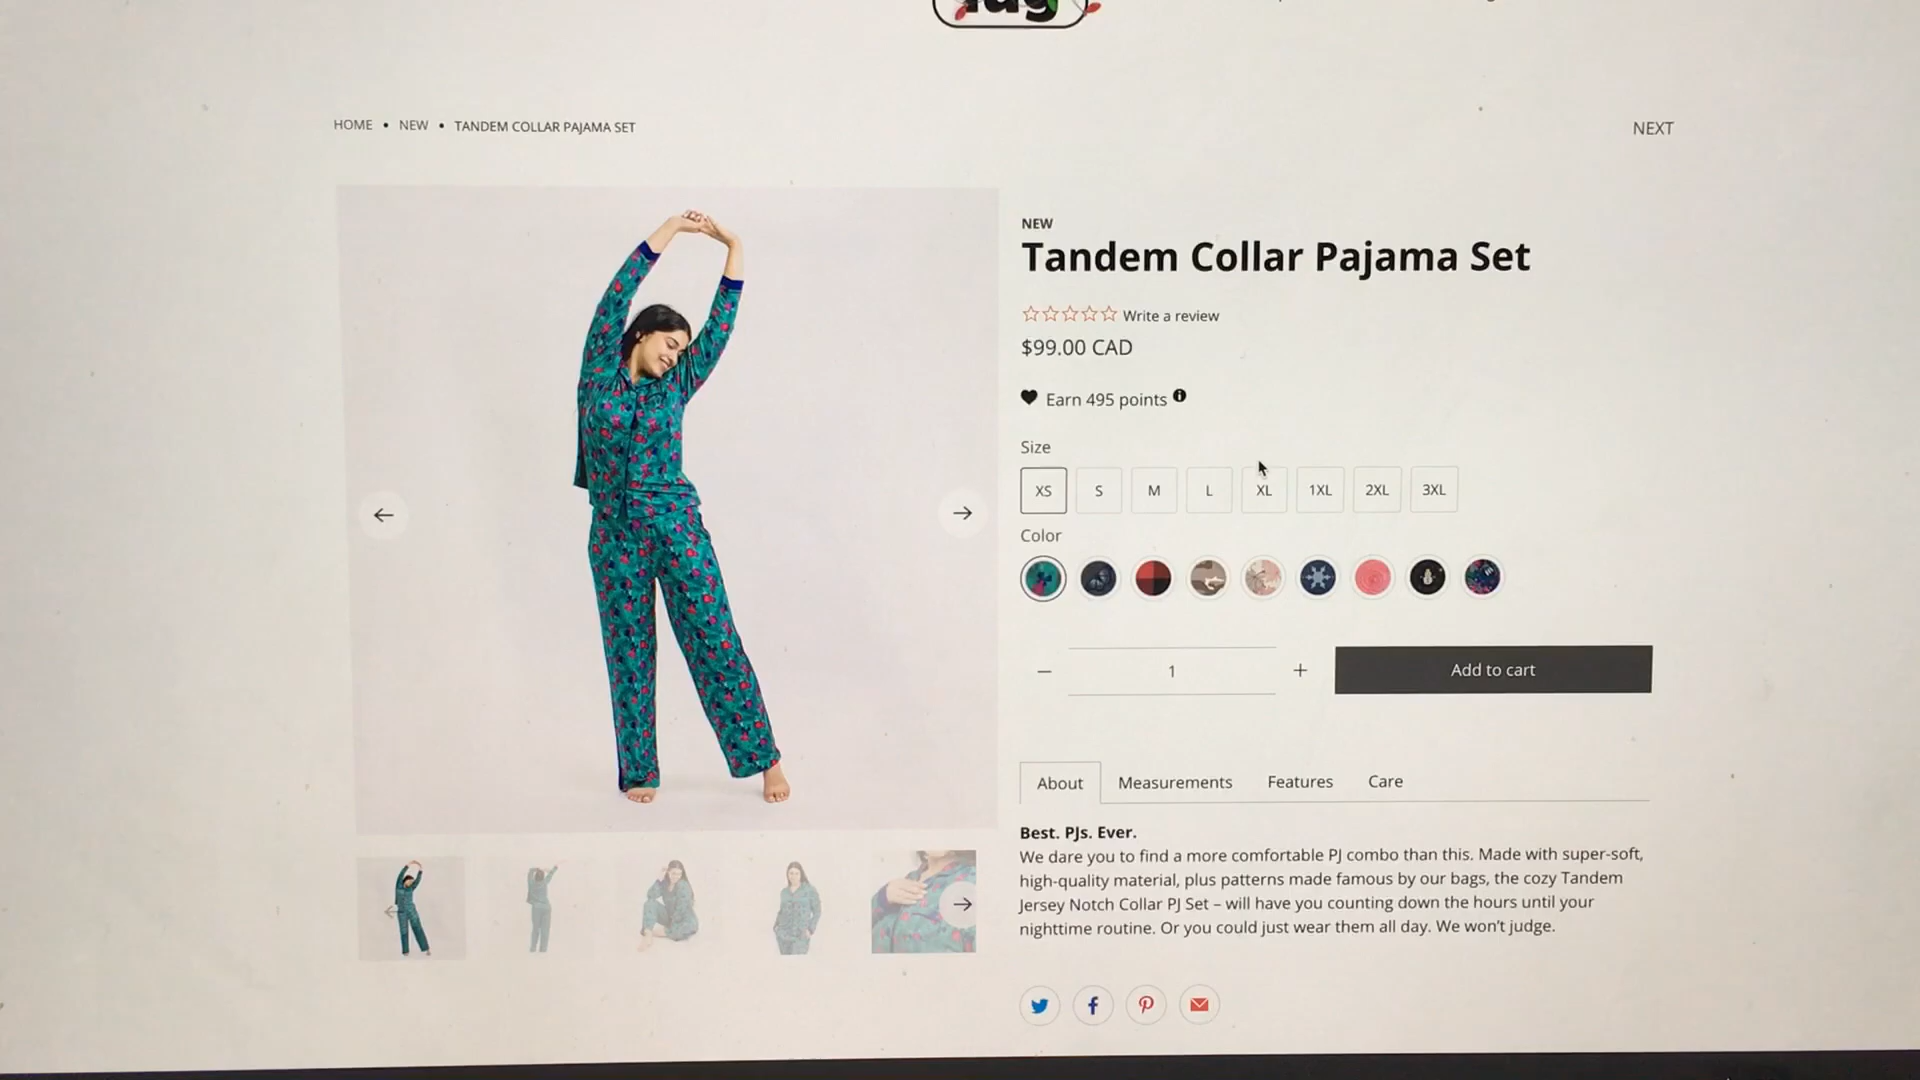 HOME • NEW • TANDEM COLLAR PAJAMA SET
NEXT
NEW
Tandem Collar Pajama Set
Write a review
$99.00 CAD
Earn 495 points
Size
XS S M L XL 1XL 2XL 3XL
Color
− 1 + Add to cart
About Measurements Features Care
Best. PJs. Ever.
We dare you to find a more comfortable PJ combo than this. Made with super-soft,
high-quality material, plus patterns made famous by our bags, the cozy Tandem
Jersey Notch Collar PJ Set – will have you counting down the hours until your
nighttime routine. Or you could just wear them all day. We won't judge.